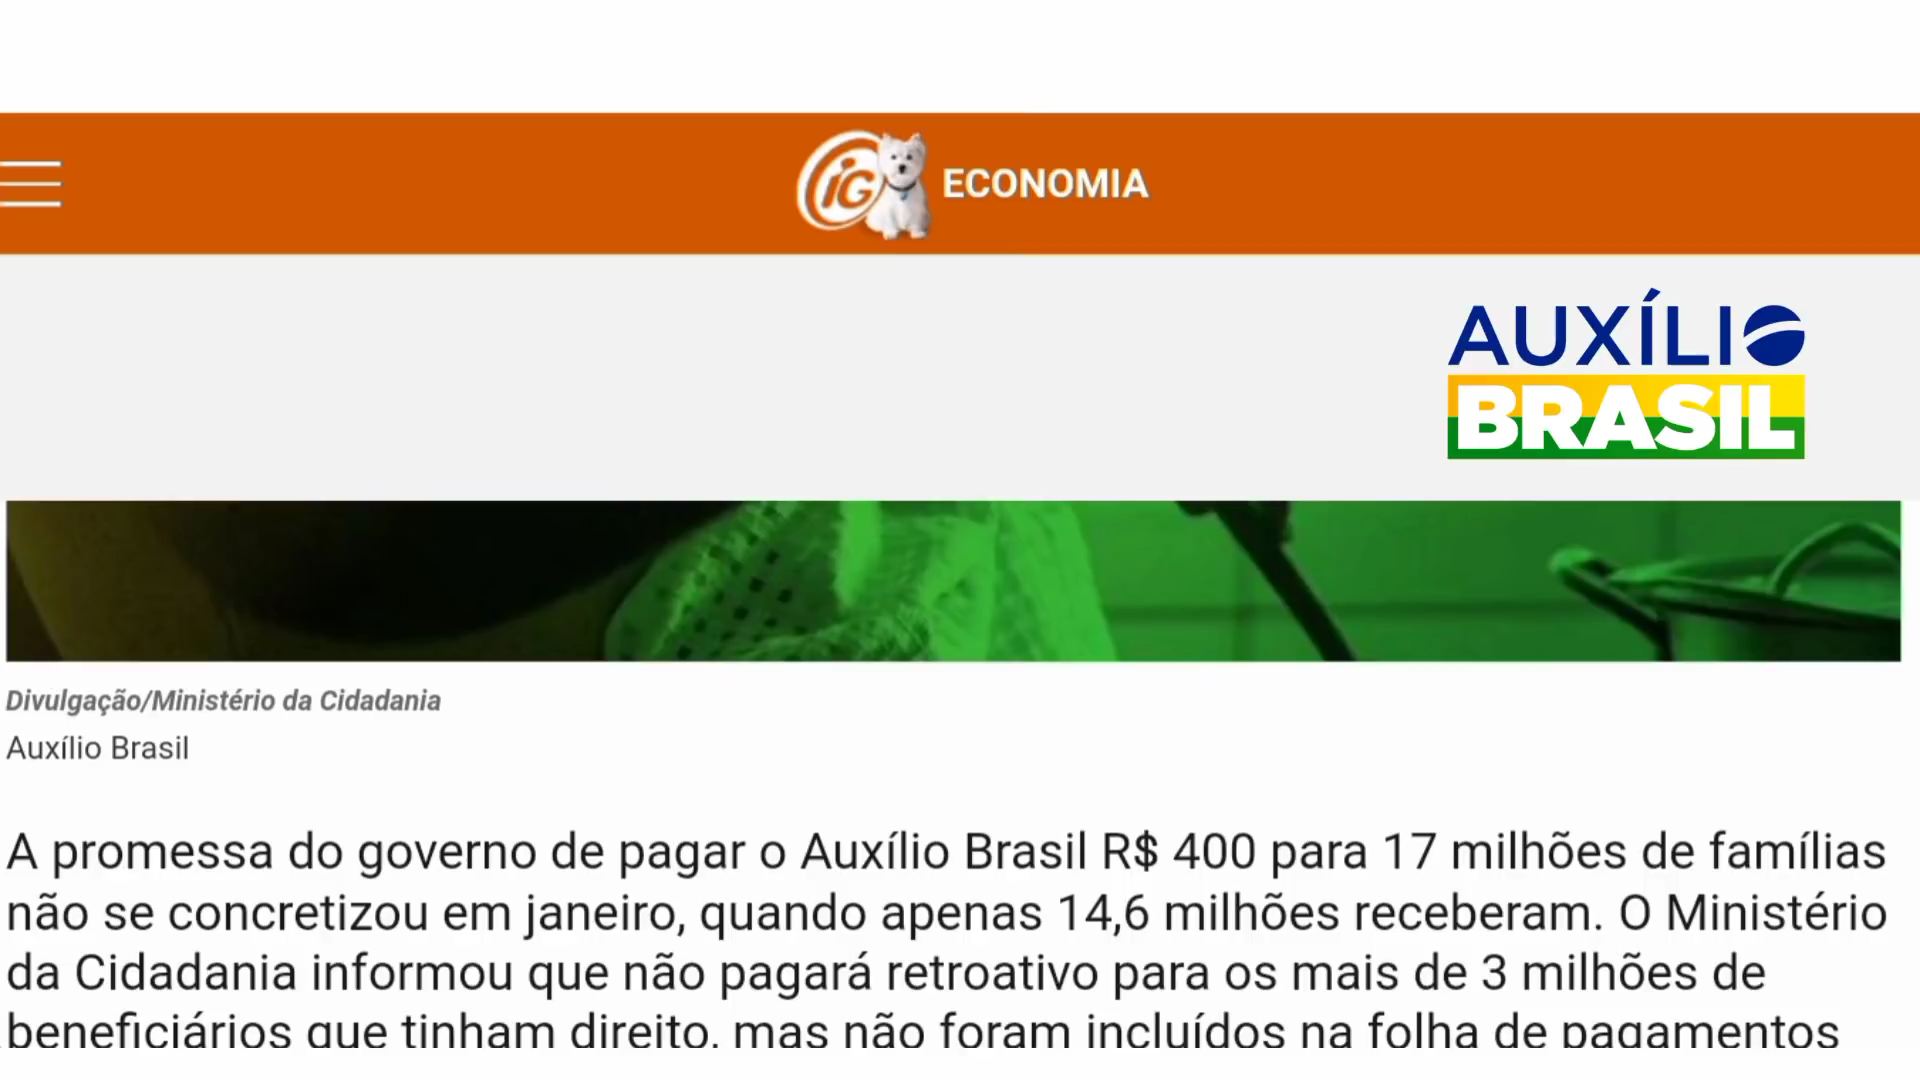 iG ECONOMIA
AUXÍLIO
BRASIL
Divulgação/Ministério da Cidadania
Auxílio Brasil
A promessa do governo de pagar o Auxílio Brasil R$ 400 para 17 milhões de famílias
não se concretizou em janeiro, quando apenas 14,6 milhões receberam. O Ministério
da Cidadania informou que não pagará retroativo para os mais de 3 milhões de
beneficiários que tinham direito, mas não foram incluídos na folha de pagamentos